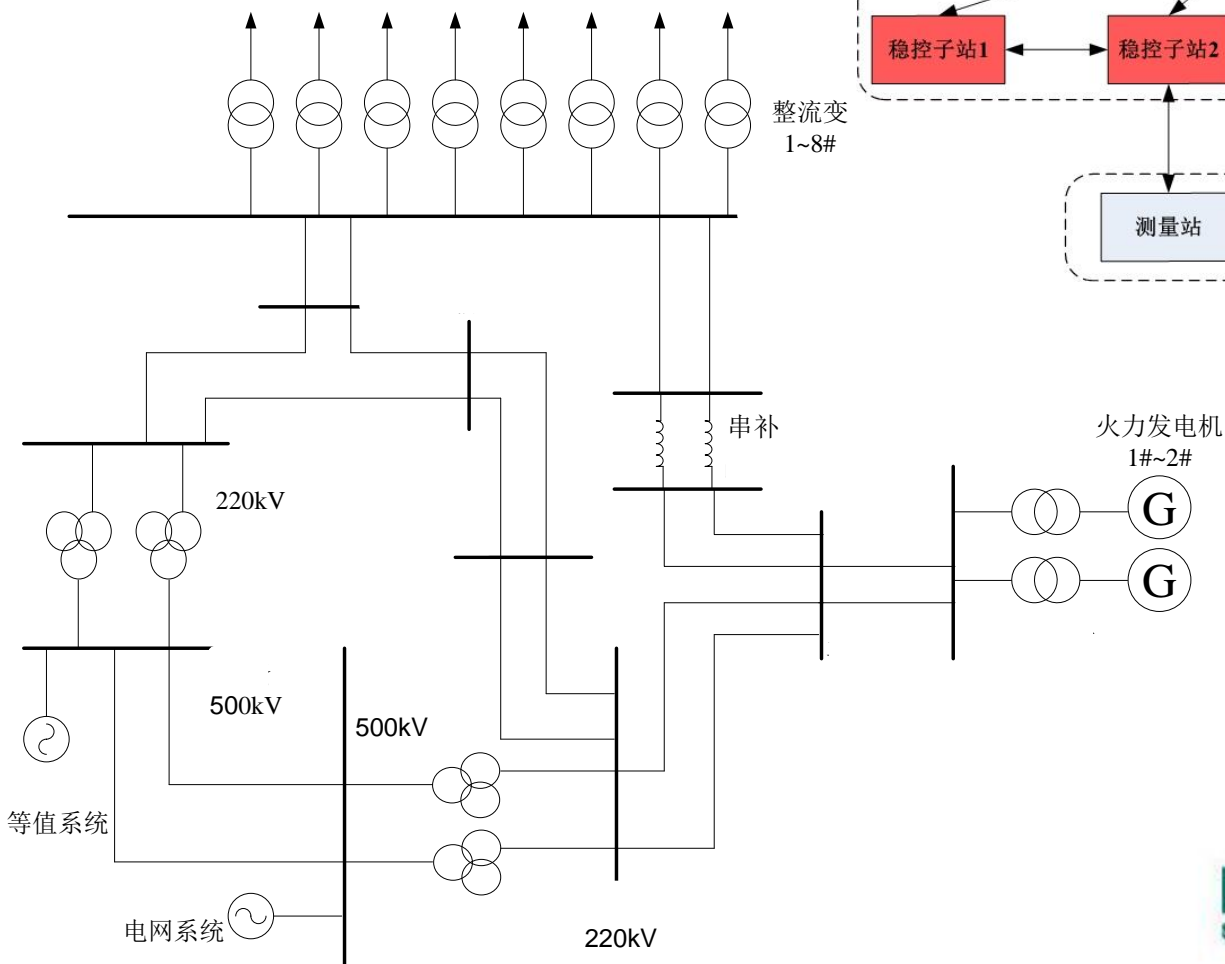 稳控子站1
稳控子站2
整流变
1~8#
测量站
串补
火力发电机
1#~2#
220kV
G
G
500kV
500kV
等值系统
电网系统
220kV